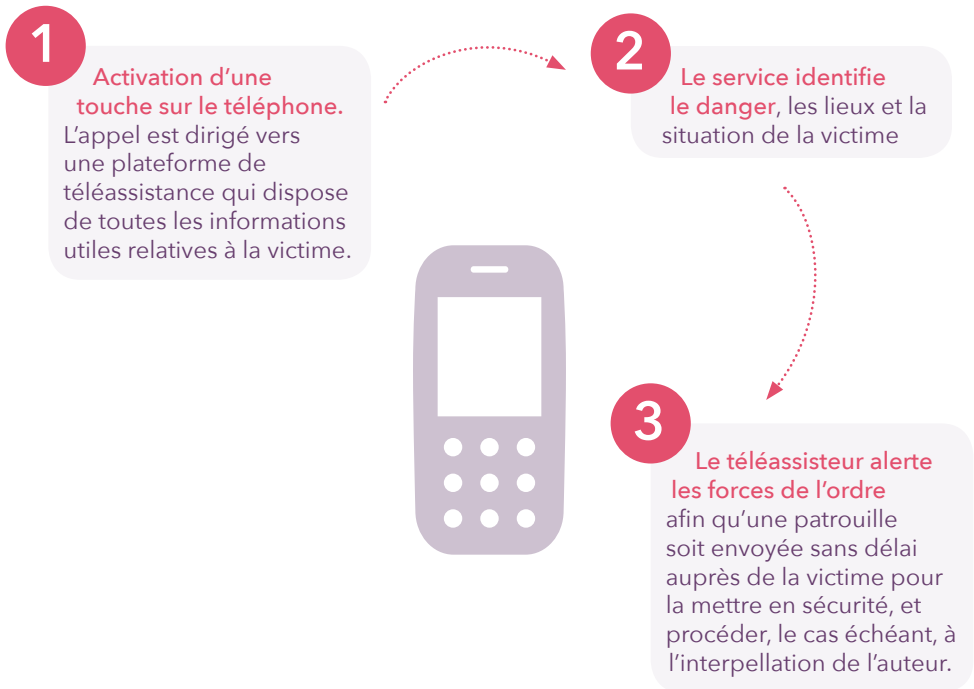 1
Activation d’une
touche sur le téléphone.
L’appel est dirigé vers
une plateforme de
téléassistance qui dispose
de toutes les informations
utiles relatives à la victime.
2
Le service identifie
le danger, les lieux et la
situation de la victime
3
Le téléassisteur alerte
les forces de l’ordre
afin qu’une patrouille
soit envoyée sans délai
auprès de la victime pour
la mettre en sécurité, et
procéder, le cas échéant, à
l’interpellation de l’auteur.